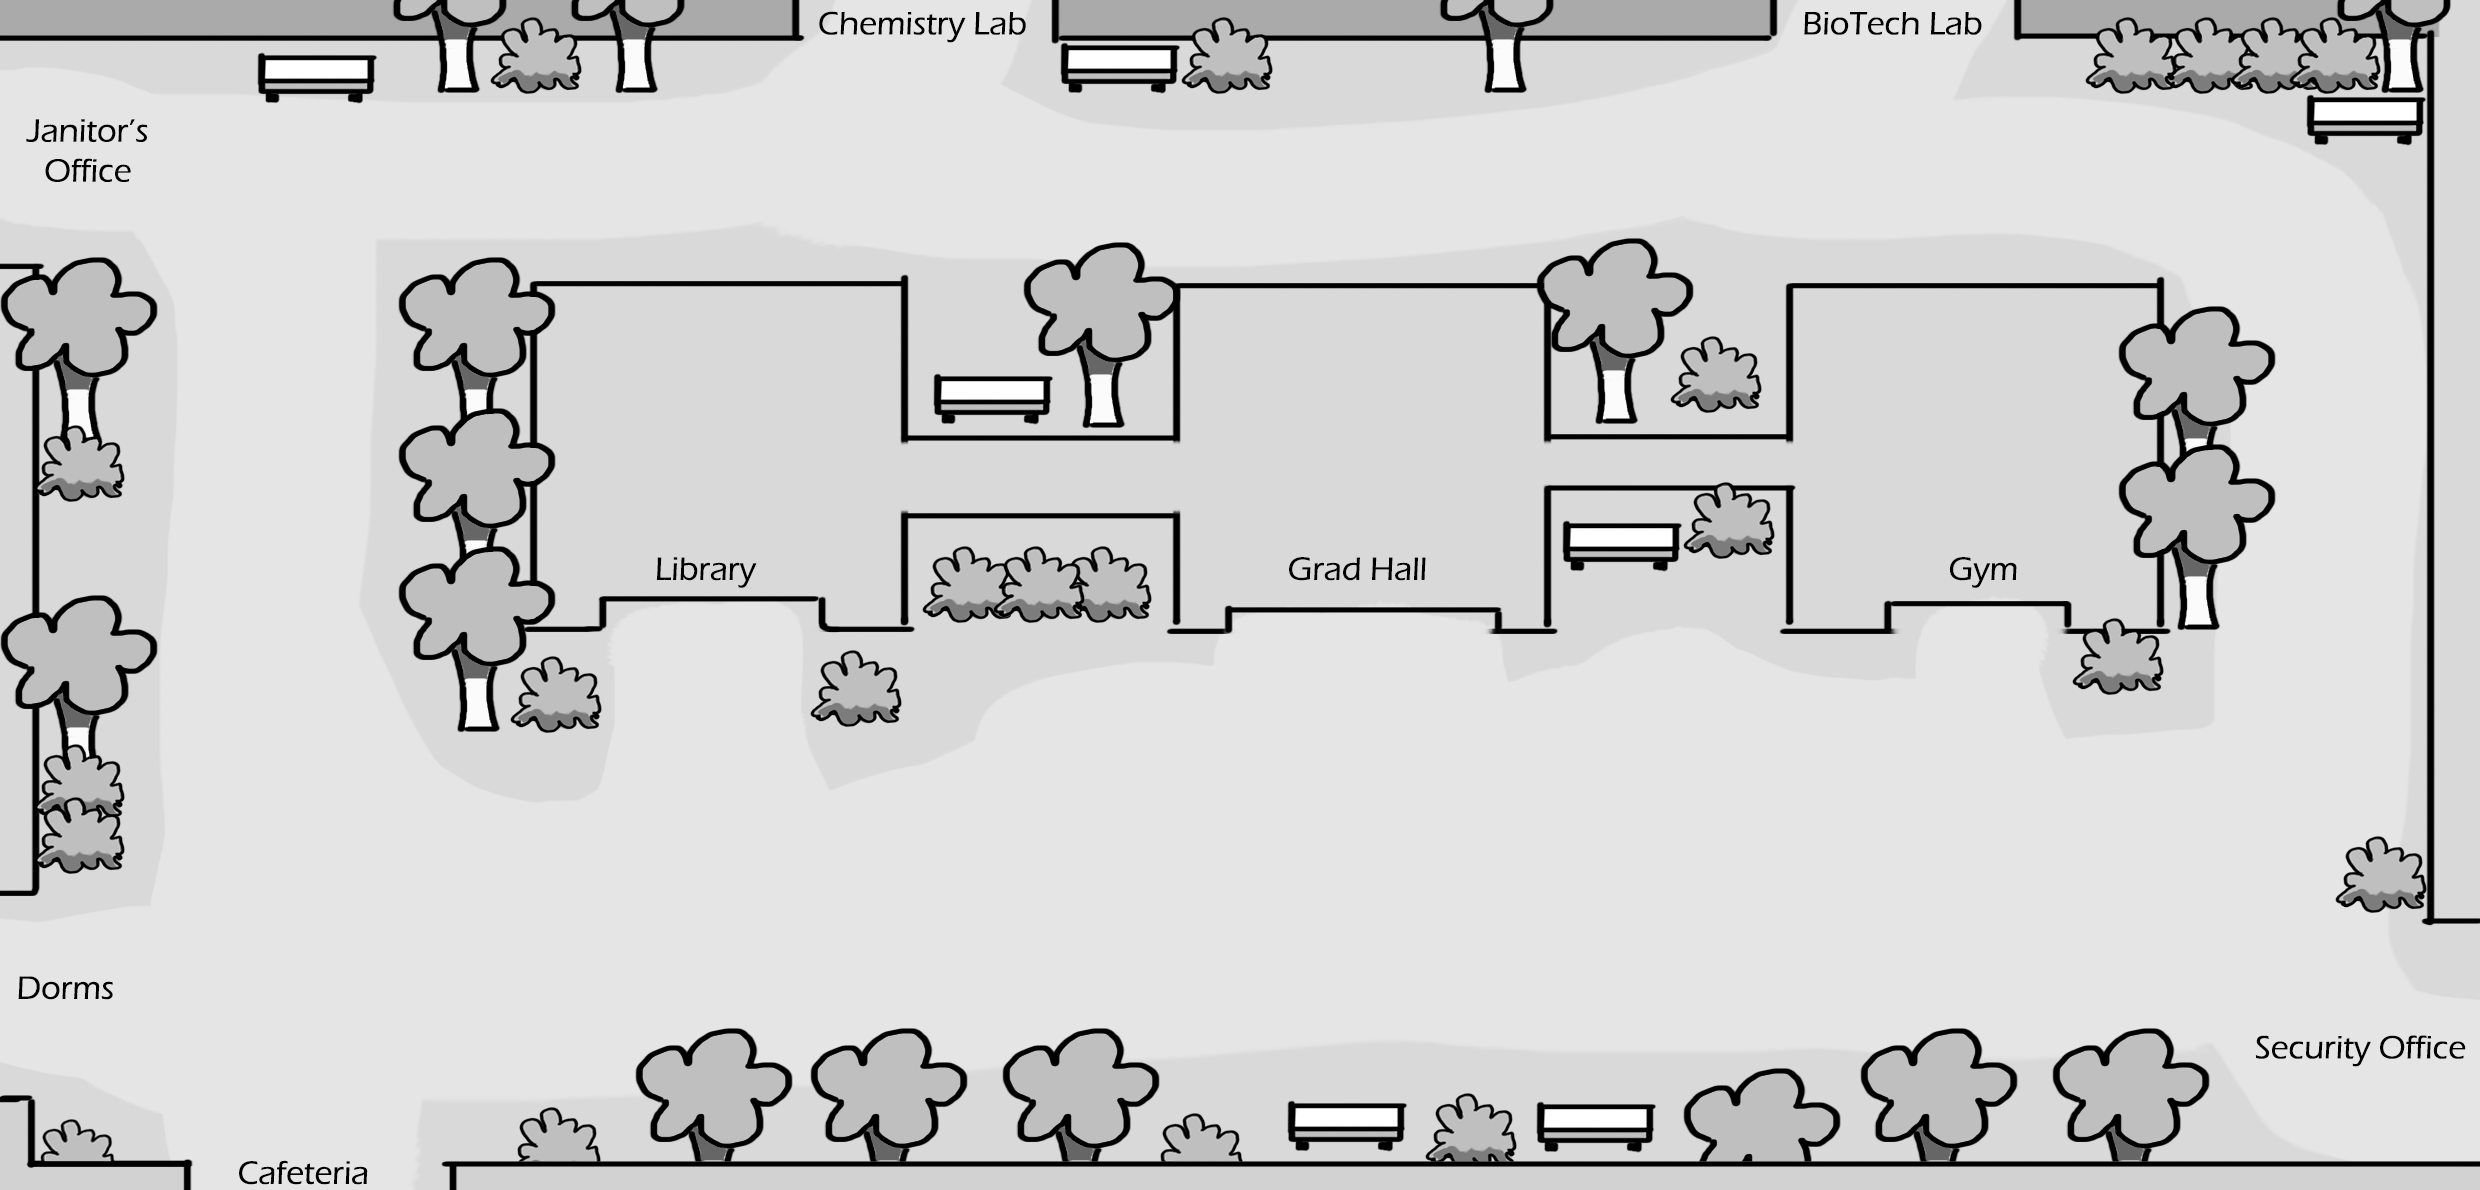 Chemistry Lab
BioTech Lab
Janitor's
Office
Library
Grad Hall
Gym
Dorms
Security Office
Cafeteria